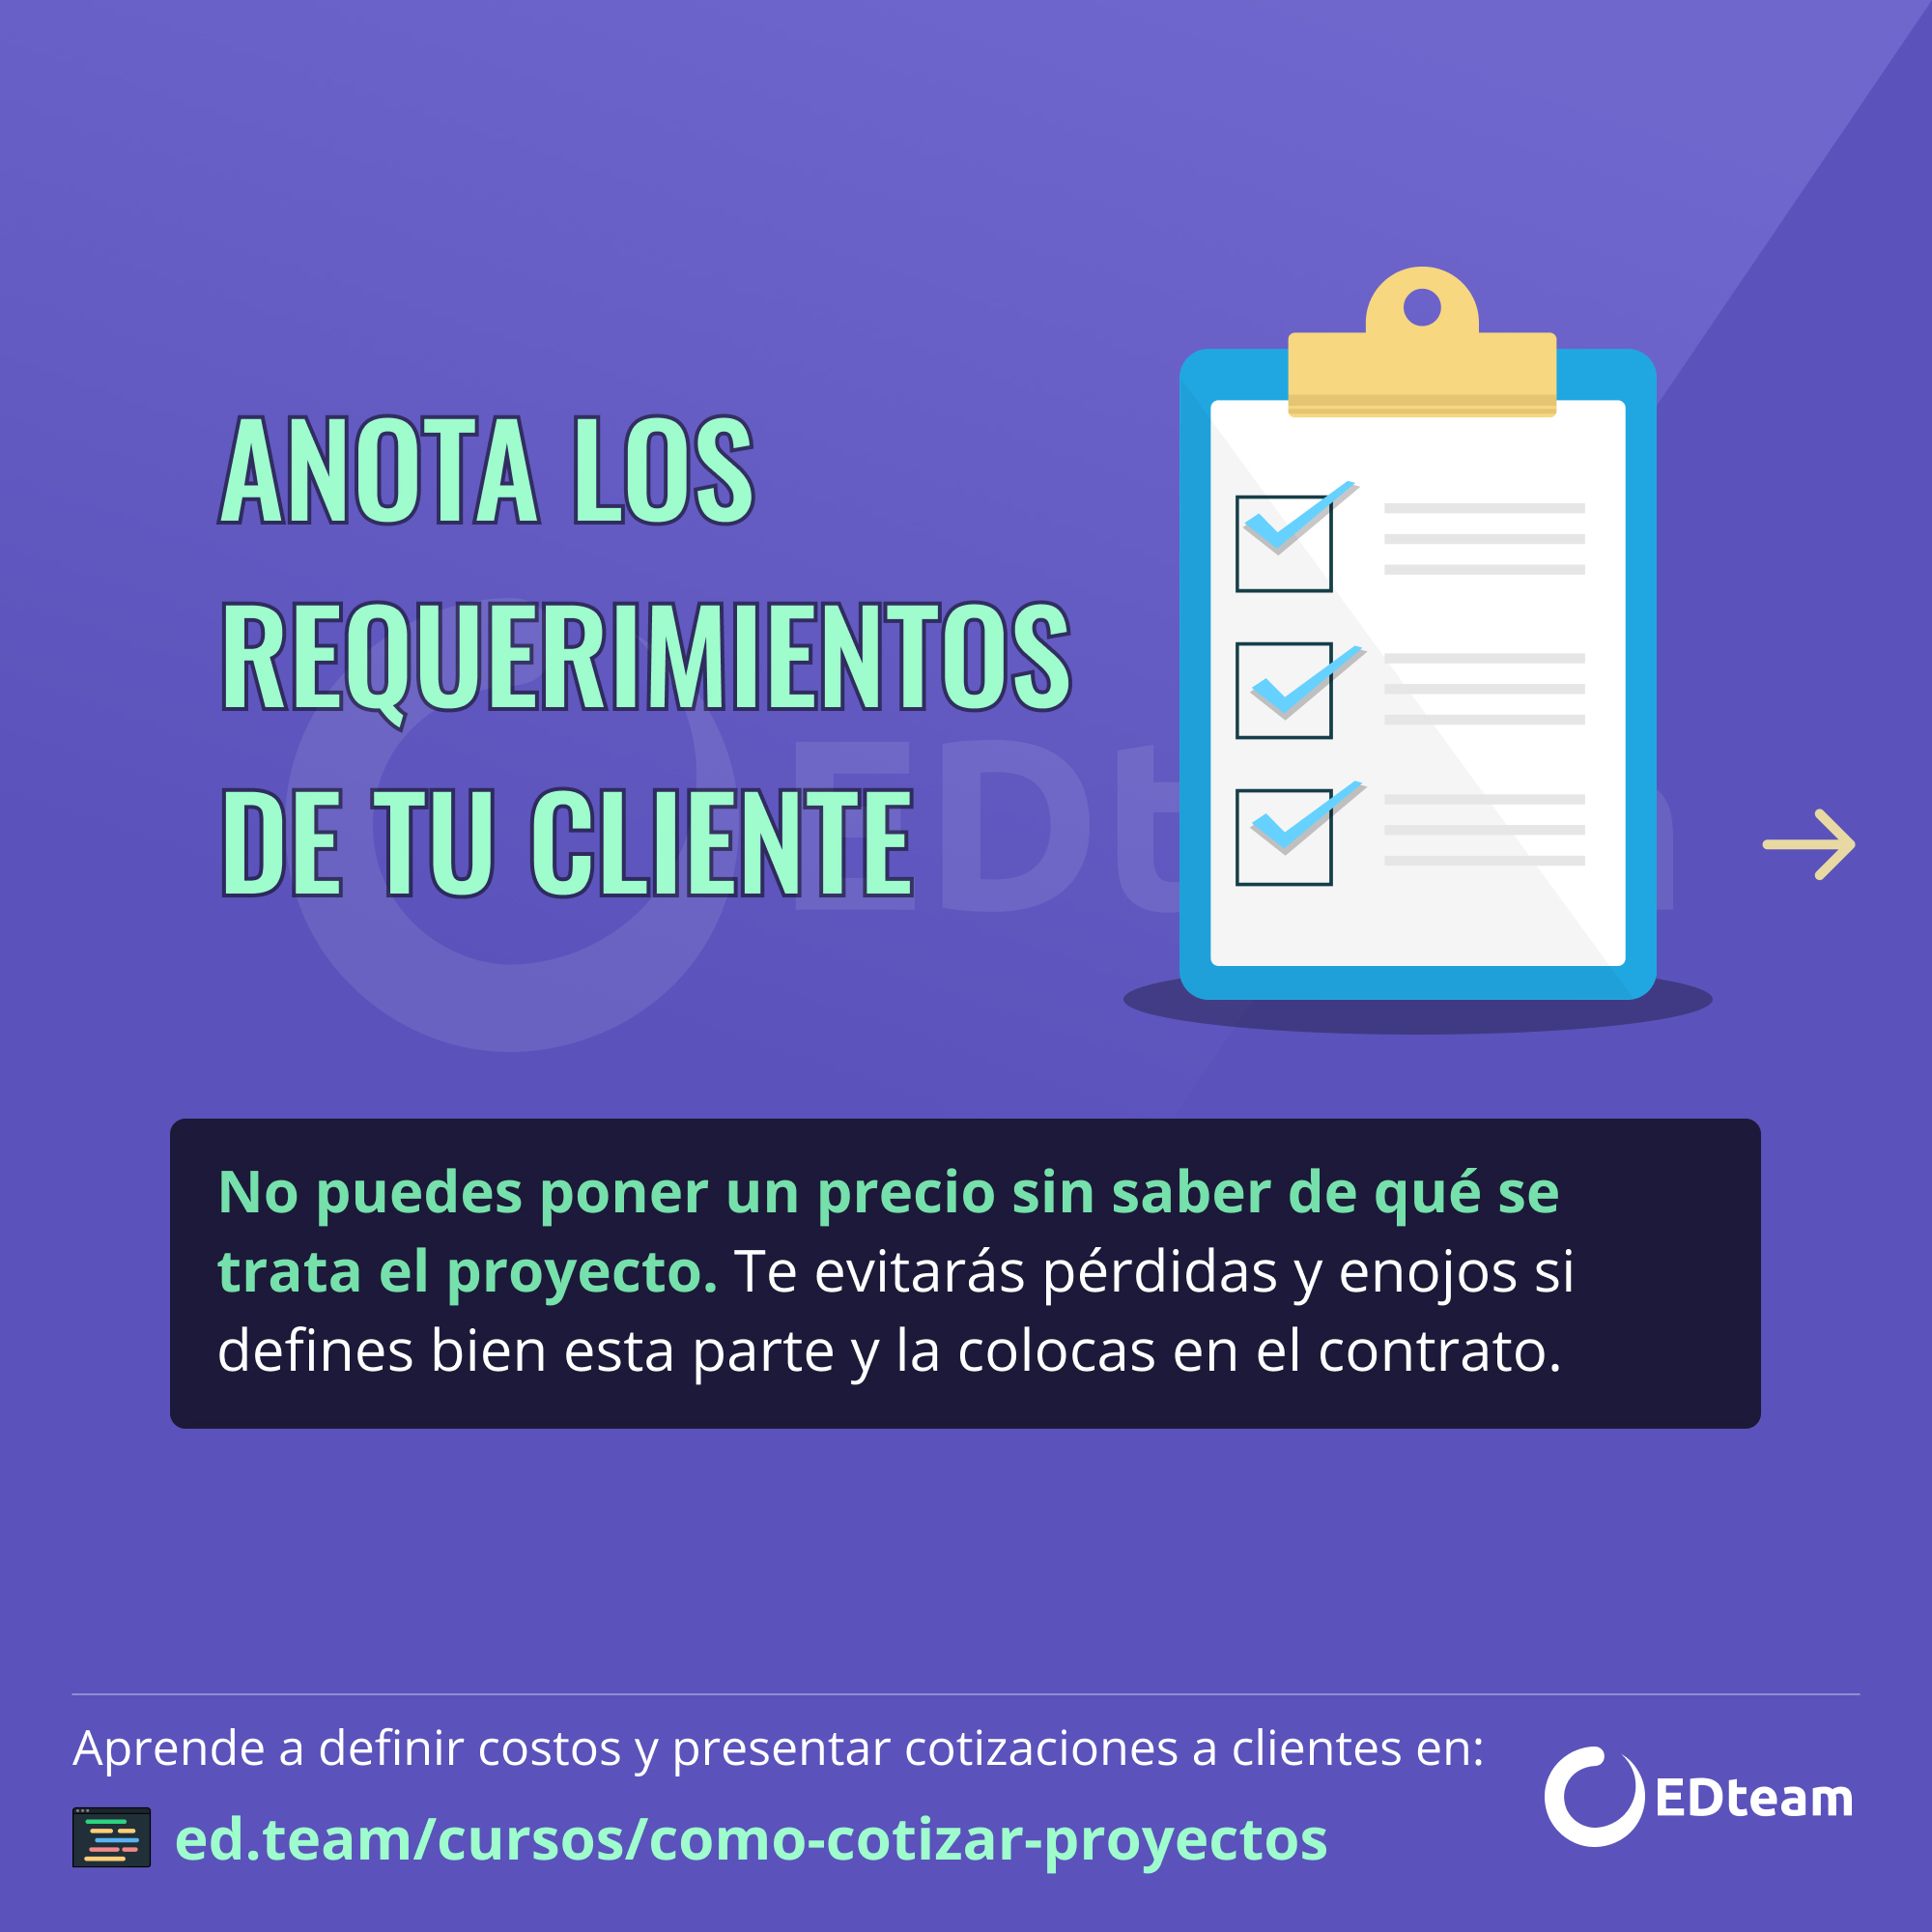 ANOTA LOS
REQUERIMIENTOS
DE TU CLIENTE
EDt
No puedes poner un precio sin saber de qué se
trata el proyecto. Te evitarás pérdidas y enojos si
defines bien esta parte y la colocas en el contrato.
Aprende a definir costos y presentar cotizaciones a clientes en:
ed.team/cursos/como-cotizar-proyectos
EDteam